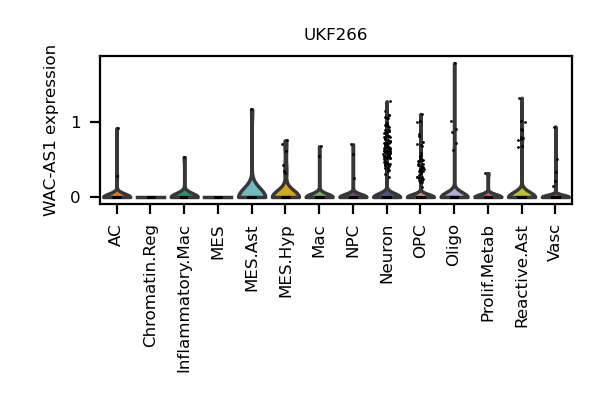 UKF266
WAC-AS1 expression
1
0
AC
Chromatin.Reg
Inflammatory.Mac
MES
MES.Ast
MES.Hyp
Mac
NPC
Neuron
OPC
Oligo
Prolif.Metab
Reactive.Ast
Vasc